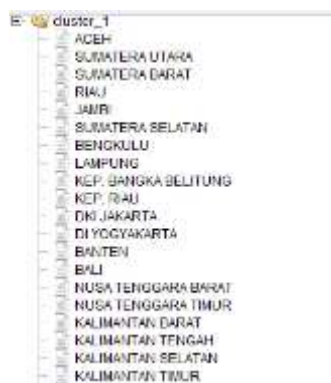 cluster_1
ACEH
SUMATERA UTARA
SUMATERA BARAT
RIAU
JAMBI
SUMATERA SELATAN
BENGKULU
LAMPUNG
KEP. BANGKA BELITUNG
KEP. RIAU
DKI JAKARTA
DI YOGYAKARTA
BANTEN
BALI
NUSA TENGGARA BARAT
NUSA TENGGARA TIMUR
KALIMANTAN BARAT
KALIMANTAN TENGAH
KALIMANTAN SELATAN
KALIMANTAN TIMUR